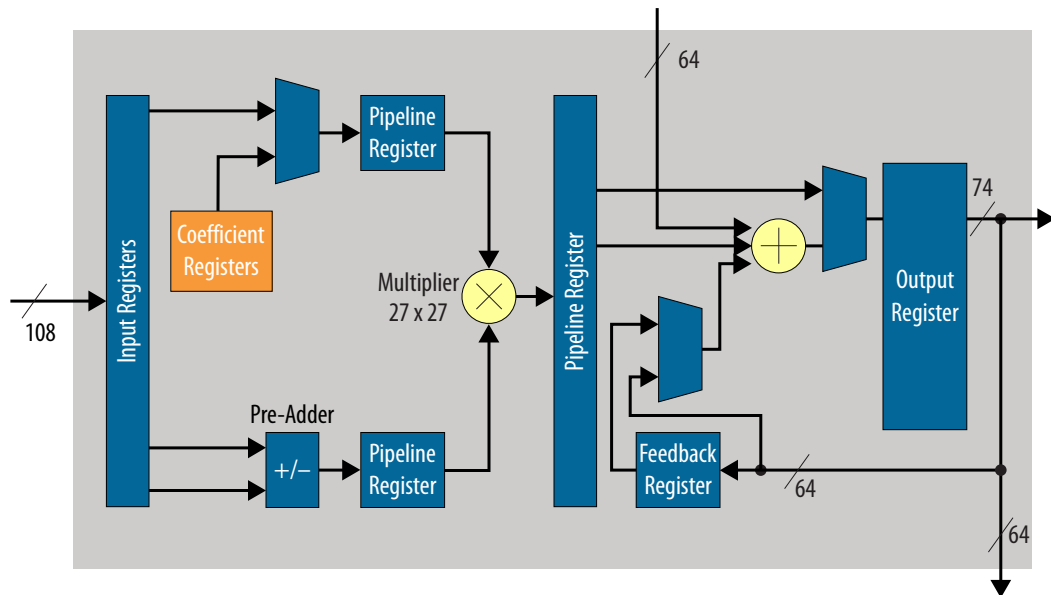 64
Pipeline
Register
Coefficient
Registers
Input Registers
108
Multiplier
27 x 27
Pipeline Register
74
Output
Register
Pre-Adder
+/−
Pipeline
Register
Feedback
Register
64
64